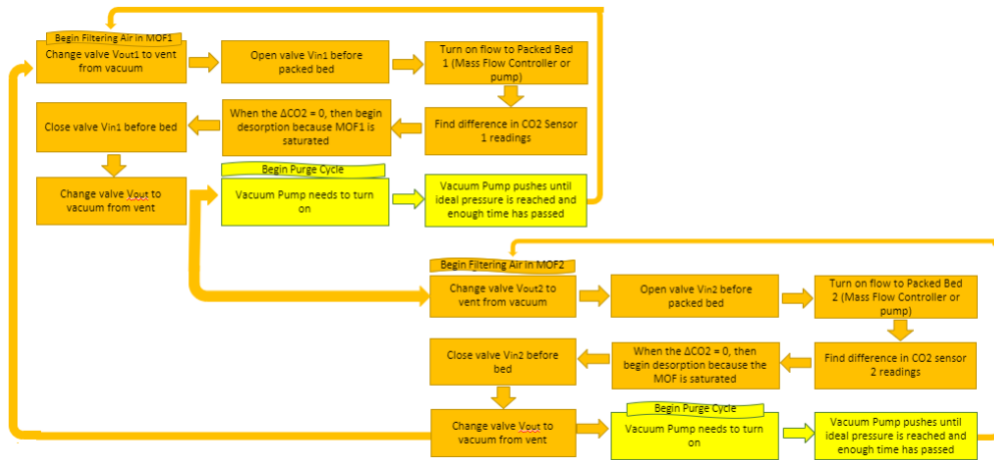 Begin Filtering Air in MOF1
Change valve Vout1 to vent
from vacuum
Open valve Vin1 before
packed bed
Turn on flow to Packed Bed
1 (Mass Flow Controller or
pump)
Close valve Vin1 before bed
When the ΔCO2 = 0, then begin
desorption because MOF1 is
saturated
Find difference in CO2 Sensor
1 readings
Change valve Vout to
vacuum from vent
Begin Purge Cycle
Vacuum Pump needs to turn
on
Vacuum Pump pushes until
ideal pressure is reached and
enough time has passed
Begin Filtering Air in MOF2
Change valve Vout2 to
vent from vacuum
Open valve Vin2 before
packed bed
Turn on flow to Packed Bed
2 (Mass Flow Controller or
pump)
Close valve Vin2 before
bed
When the ΔCO2 = 0, then
begin desorption because the
MOF is saturated
Find difference in CO2 sensor
2 readings
Change valve Vout to
vacuum from vent
Begin Purge Cycle
Vacuum Pump needs to turn
on
Vacuum Pump pushes until
ideal pressure is reached and
enough time has passed